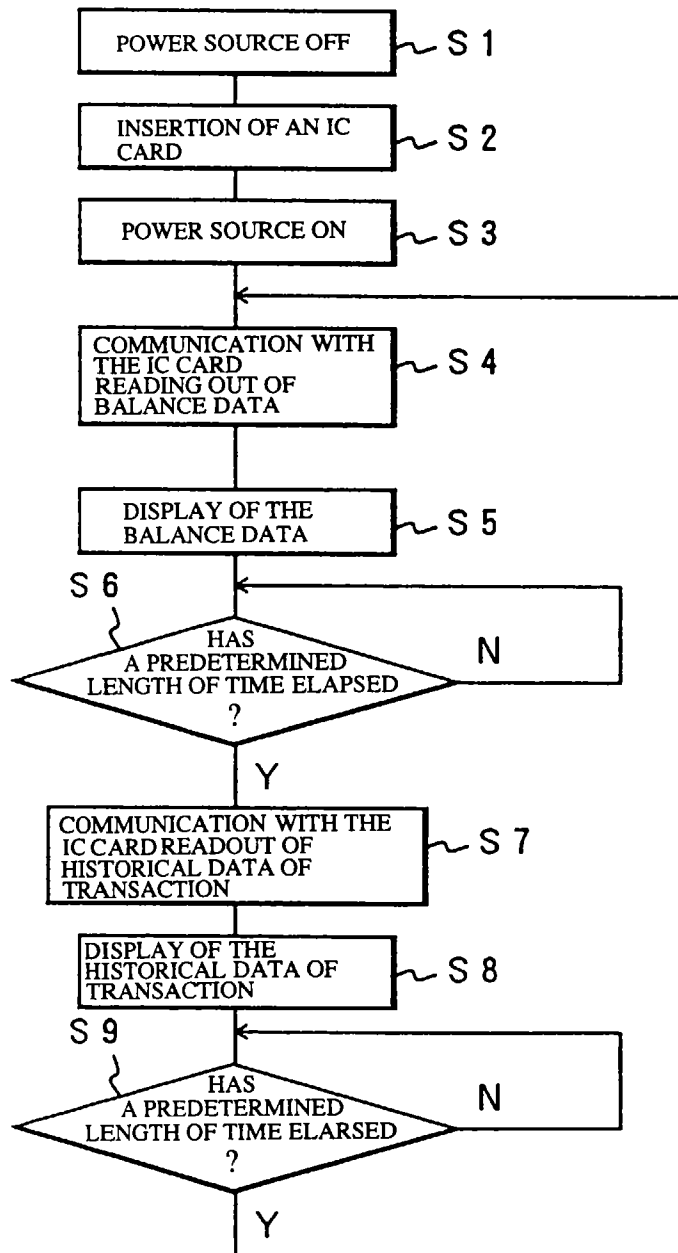 POWER SOURCE OFF
S 1
INSERTION OF AN IC
CARD
S 2
POWER SOURCE ON
S 3
COMMUNICATION WITH
THE IC CARD
READING OUT OF
BALANCE DATA
S 4
DISPLAY OF THE
BALANCE DATA
S 5
S 6
HAS
A PREDETERMINED
LENGTH OF TIME ELAPSED
?
N
Y
COMMUNICATION WITH THE
IC CARD READOUT OF
HISTORICAL DATA OF
TRANSACTION
S 7
DISPLAY OF THE
HISTORICAL DATA OF
TRANSACTION
S 8
S 9
HAS
A PREDETERMINED
LENGTH OF TIME ELARSED
?
N
Y